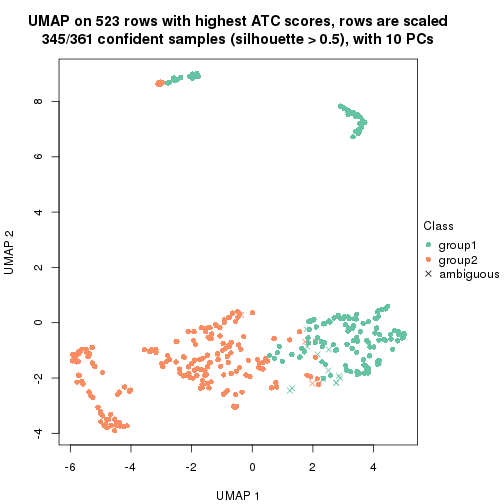 UMAP on 523 rows with highest ATC scores, rows are scaled
345/361 confident samples (silhouette > 0.5), with 10 PCs
8
6
4
2
0
-2
-4
UMAP 2
-6
-4
-2
0
2
4
UMAP 1
Class
group1
group2
ambiguous